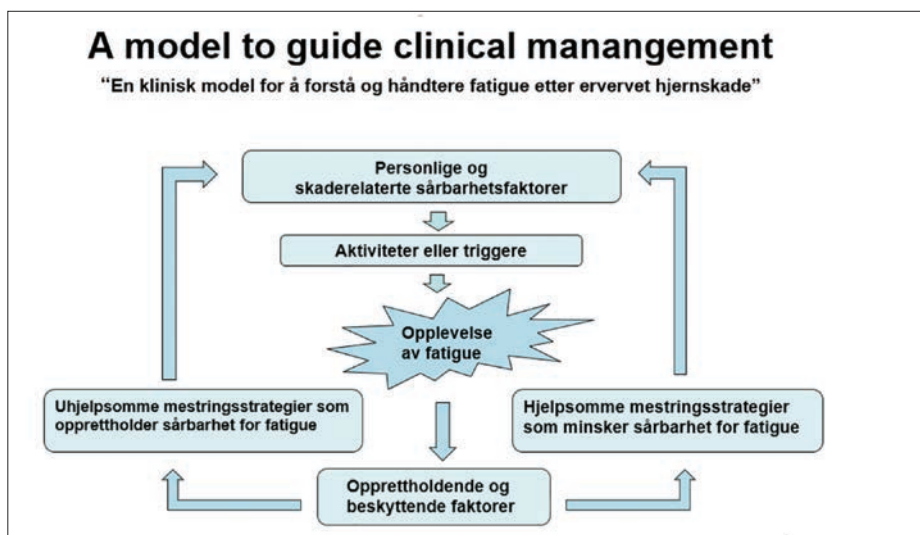 A model to guide clinical manangement
“En klinisk model for å forstå og håndtere fatigue etter ervervet hjernskade”
Personlige og
skaderelaterte sårbarhetsfaktorer
Aktiviteter eller triggere
Opplevelse
av fatigue
Uhjelpsomme mestringsstrategier som
opprettholder sårbarhet for fatigue
Hjelpsomme mestringsstrategier
som minsker sårbarhet for fatigue
Opprettholdende og
beskyttende faktorer